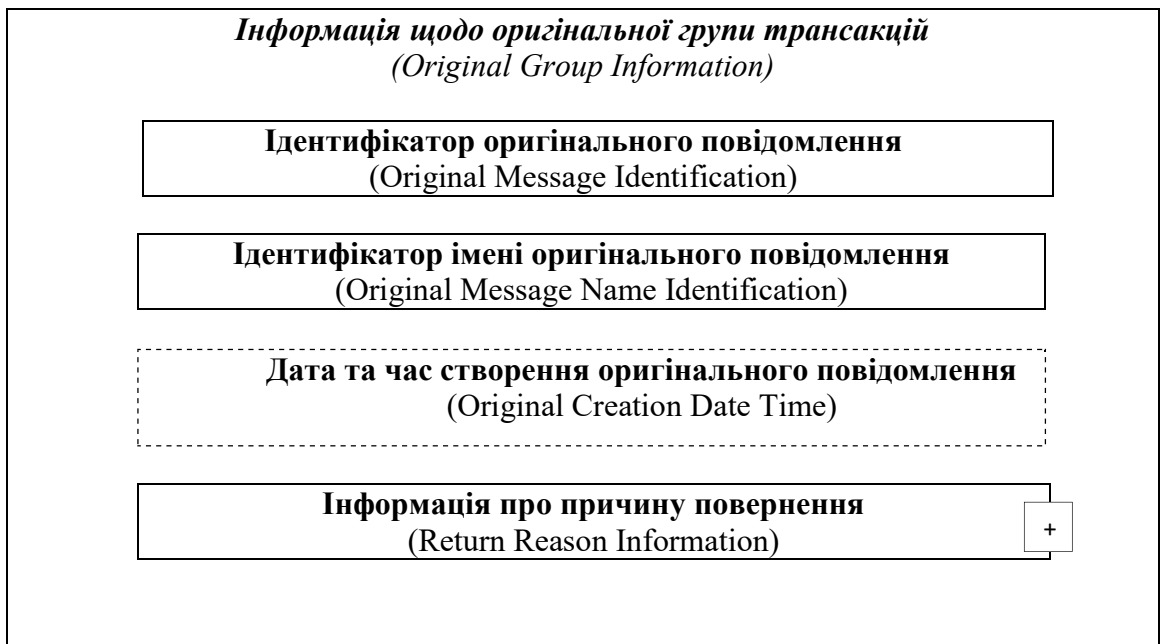 Інформація щодо оригінальної групи трансакцій
(Original Group Information)
Ідентифікатор оригінального повідомлення
(Original Message Identification)
Ідентифікатор імені оригінального повідомлення
(Original Message Name Identification)
Дата та час створення оригінального повідомлення
(Original Creation Date Time)
Інформація про причину повернення
(Return Reason Information)
+